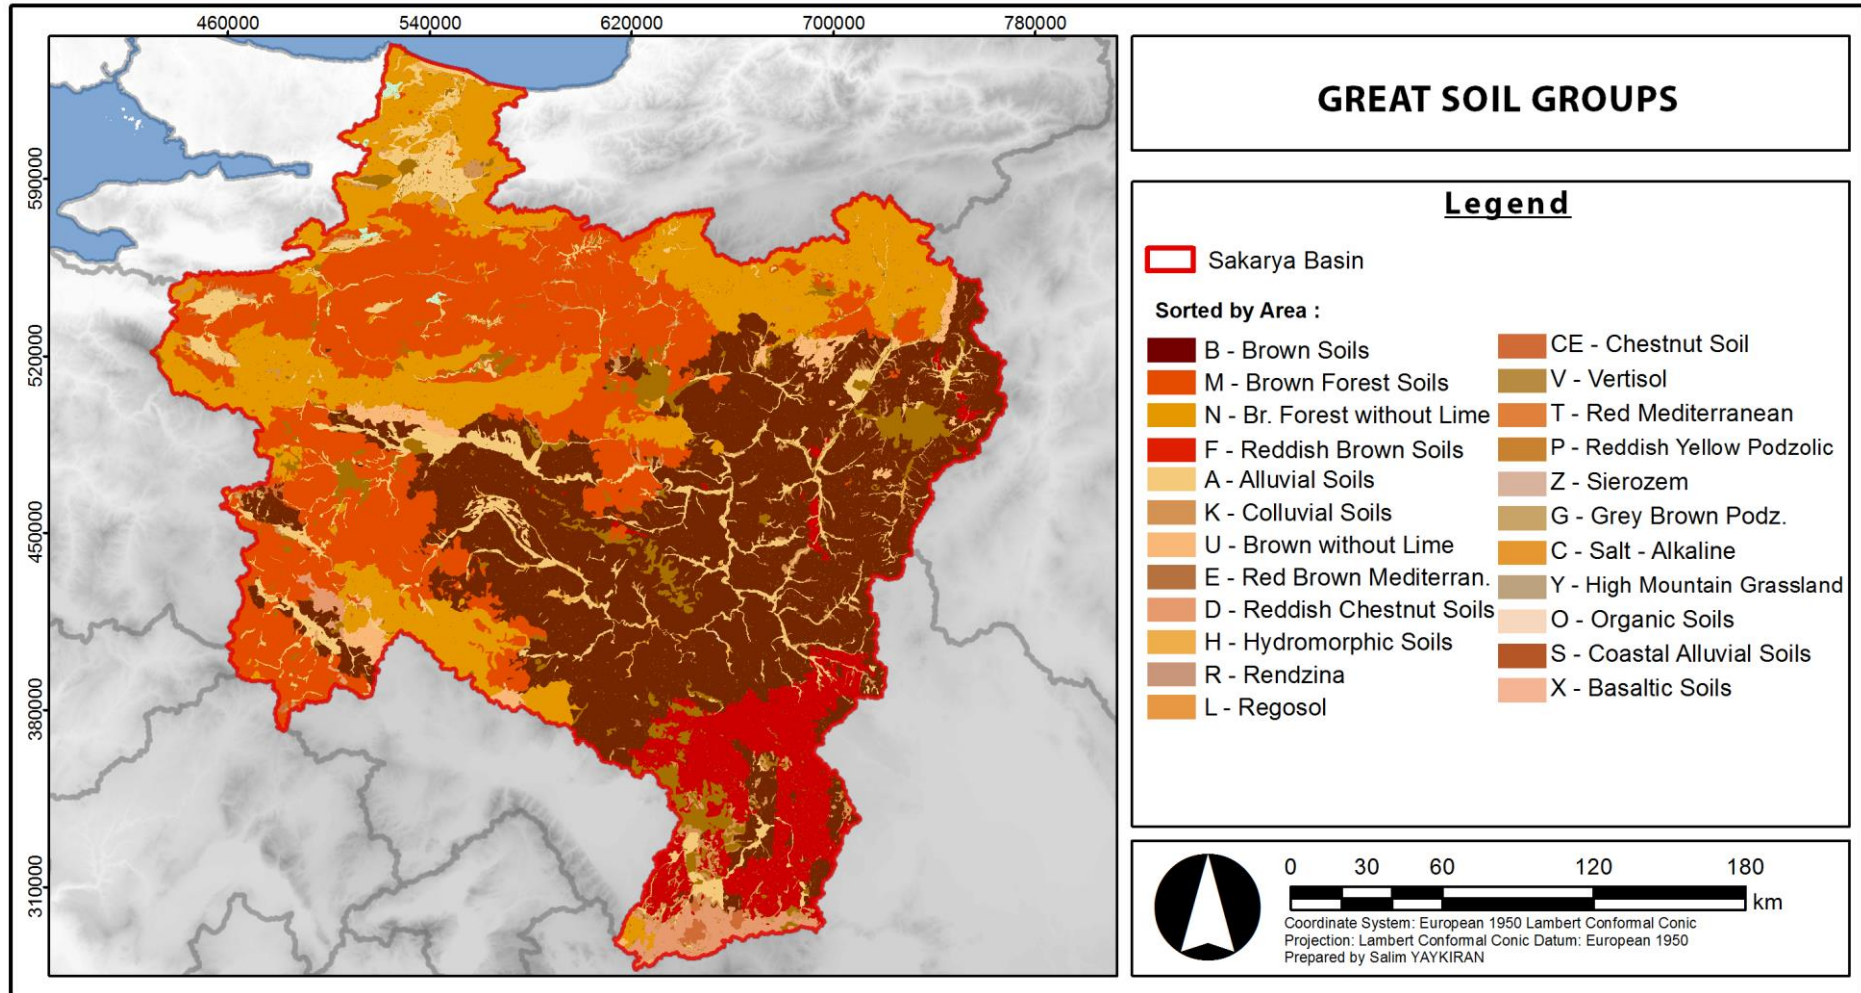 460000 540000 620000 700000 780000
590000
520000
450000
380000
310000
GREAT SOIL GROUPS
Legend
Sakarya Basin
Sorted by Area :
B - Brown Soils
M - Brown Forest Soils
N - Br. Forest without Lime
F - Reddish Brown Soils
A - Alluvial Soils
K - Colluvial Soils
U - Brown without Lime
E - Red Brown Mediterran.
D - Reddish Chestnut Soils
H - Hydromorphic Soils
R - Rendzina
L - Regosol
CE - Chestnut Soil
V - Vertisol
T - Red Mediterranean
P - Reddish Yellow Podzolic
Z - Sierozem
G - Grey Brown Podz.
C - Salt - Alkaline
Y - High Mountain Grassland
O - Organic Soils
S - Coastal Alluvial Soils
X - Basaltic Soils
0 30 60 120 180
km
Coordinate System: European 1950 Lambert Conformal Conic
Projection: Lambert Conformal Conic Datum: European 1950
Prepared by Salim YAYKIRAN